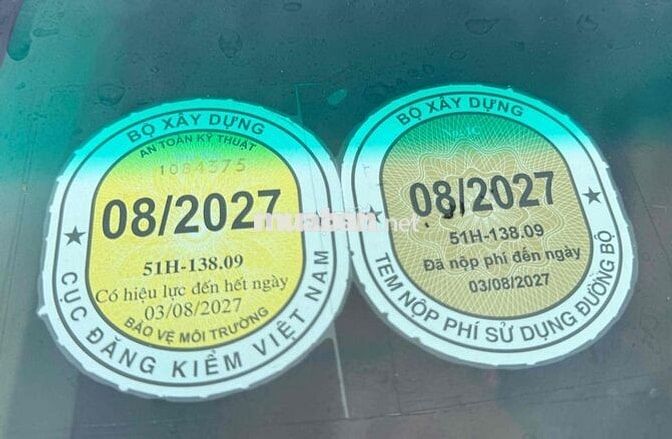 BỘ XÂY DỰNG
AN TOÀN KỸ THUẬT
1084375
08/2027
51H-138.09
Có hiệu lực đến hết ngày
03/08/2027
BẢO VỆ MÔI TRƯỜNG
CỤC ĐĂNG KIỂM VIỆT NAM
BỘ XÂY DỰNG
08/2027
51H-138.09
Đã nộp phí đến ngày
03/08/2027
TEM NỘP PHÍ SỬ DỤNG ĐƯỜNG BỘ
muaban.net